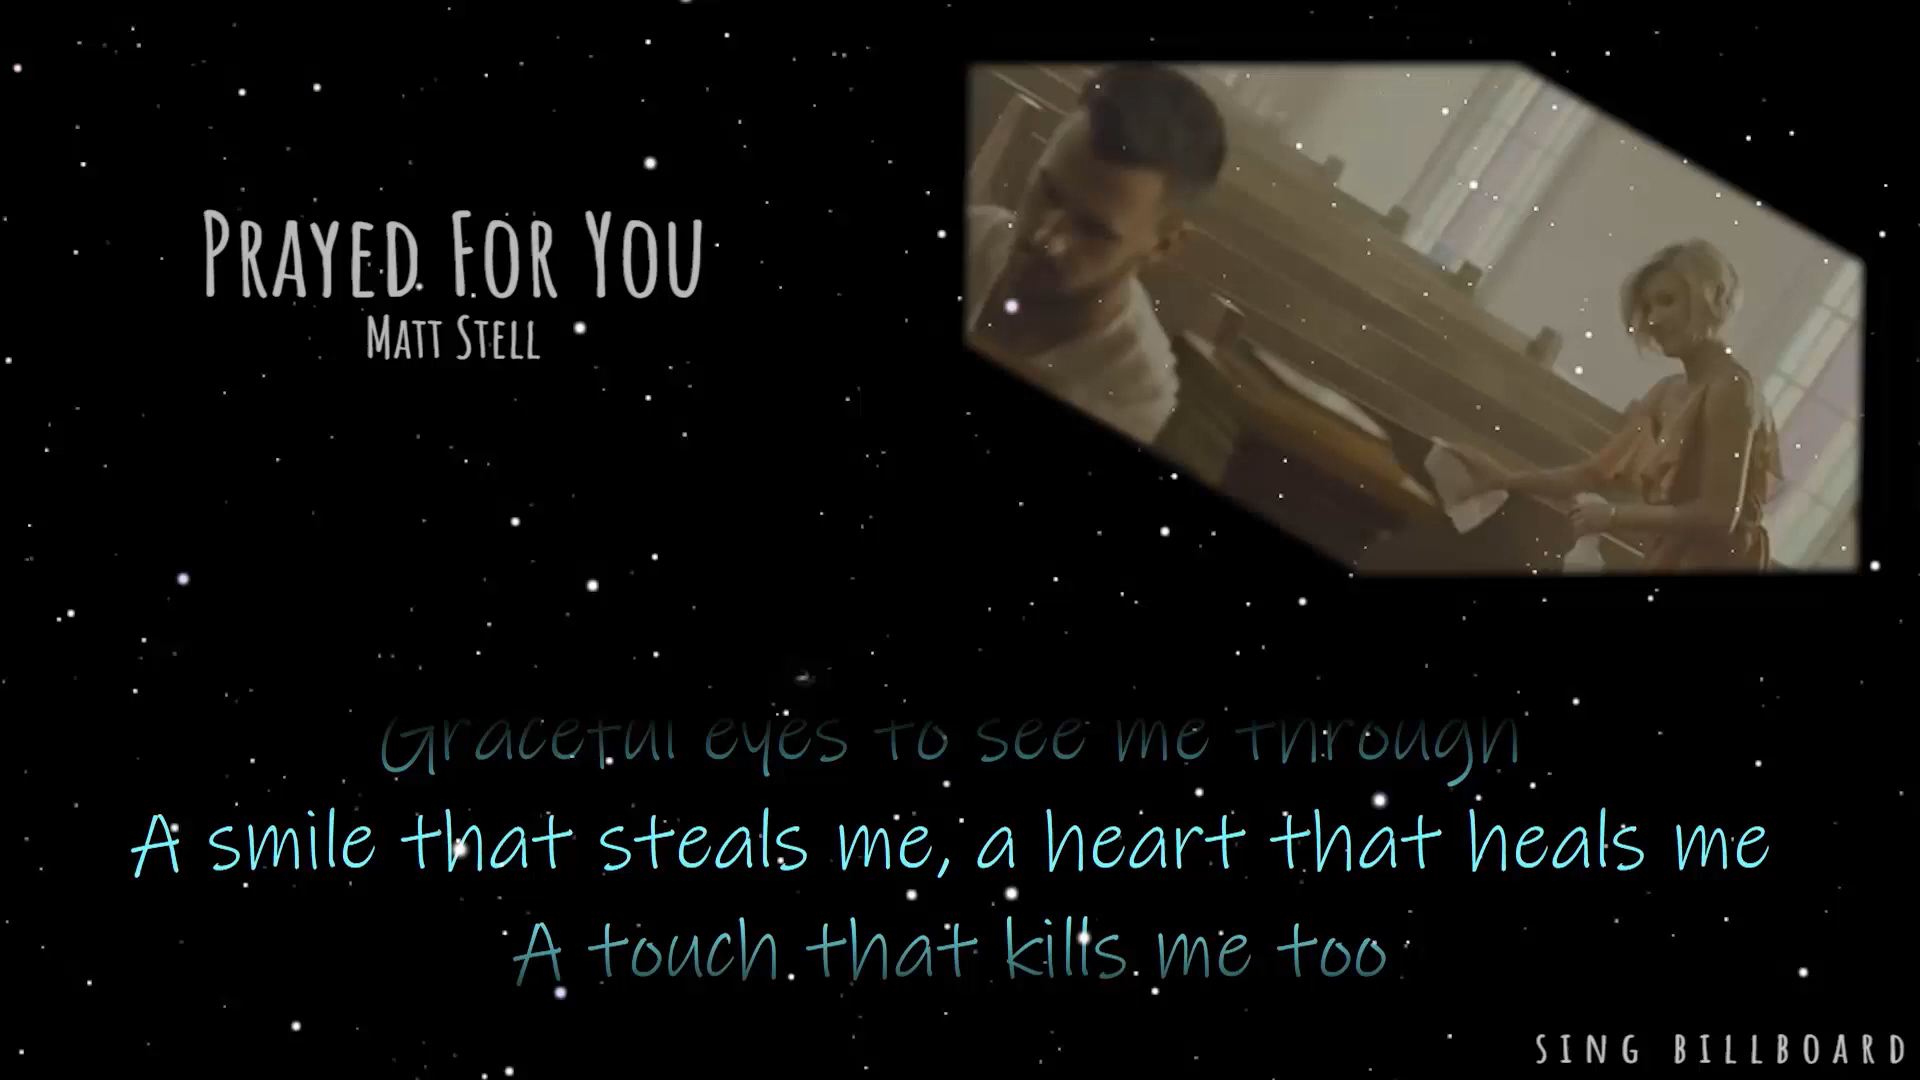 Prayed For You
Matt Stell
Graceful eyes to see me through
A smile that steals me, a heart that heals me
A touch that kills me too
SING BILLBOARD